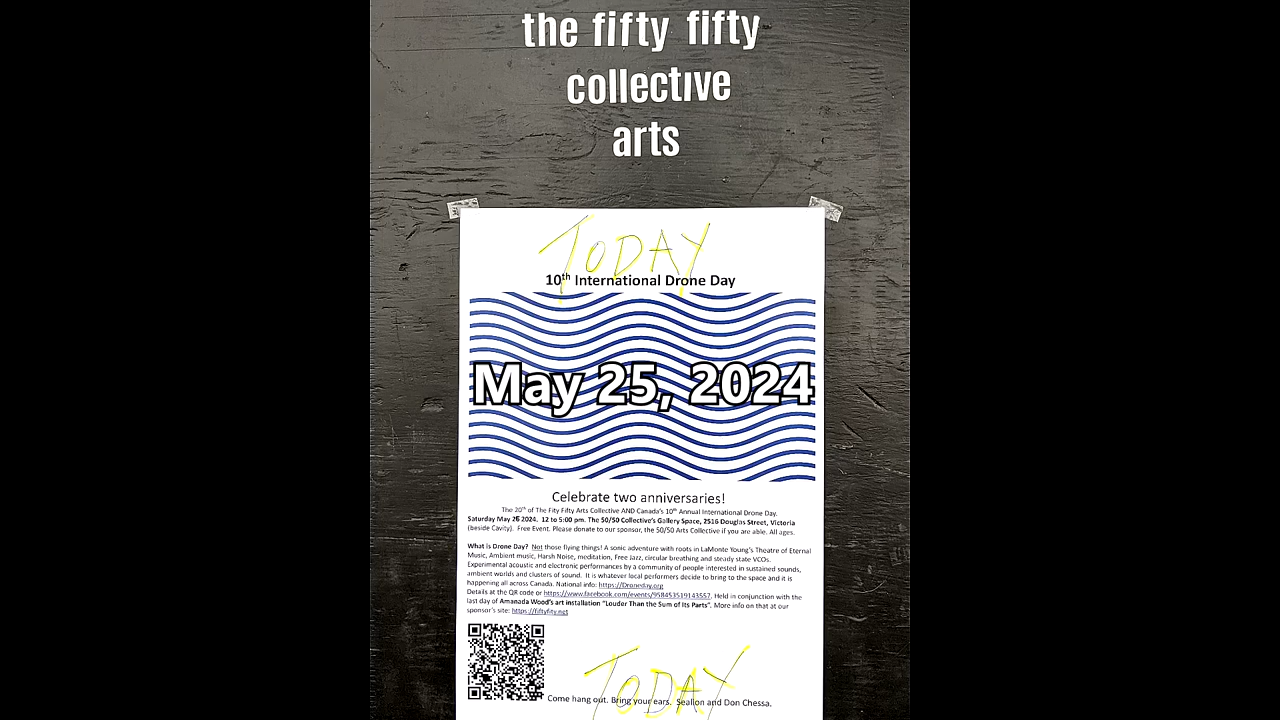 the fifty fifty
collective
arts
TODAY
10th International Drone Day
May 25, 2024
Celebrate two anniversaries!
The 20th of The Fity Fifty Arts Collective AND Canada's 10th Annual International Drone Day.
Saturday May 26 2024. 12 to 5:00 pm. The 50/50 Collective's Gallery Space, 2516 Douglas Street, Victoria
(beside Cavity). Free Event. Please donate to our sponsor, the 50/50 Arts Collective if you are able. All ages.
What is Drone Day? Not those flying things! A sonic adventure with roots in LaMonte Young's Theatre of Eternal
Music, Ambient music, Harsh Noise, meditation, Free Jazz, circular breathing and steady state VCOs.
Experimental acoustic and electronic performances by a community of people interested in sustained sounds,
ambient worlds and clusters of sound. It is whatever local performers decide to bring to the space and it is
happening all across Canada. National info: https://Droneday.org
Details at the QR code or https://www.facebook.com/events/958453519143557. Held in conjunction with the
last day of Amanada Wood's art installation "Louder Than the Sum of Its Parts". More info on that at our
sponsor's site: https://fiftyfifty.net
TODAY
Come hang out. Bring your ears. Seallon and Don Chessa.